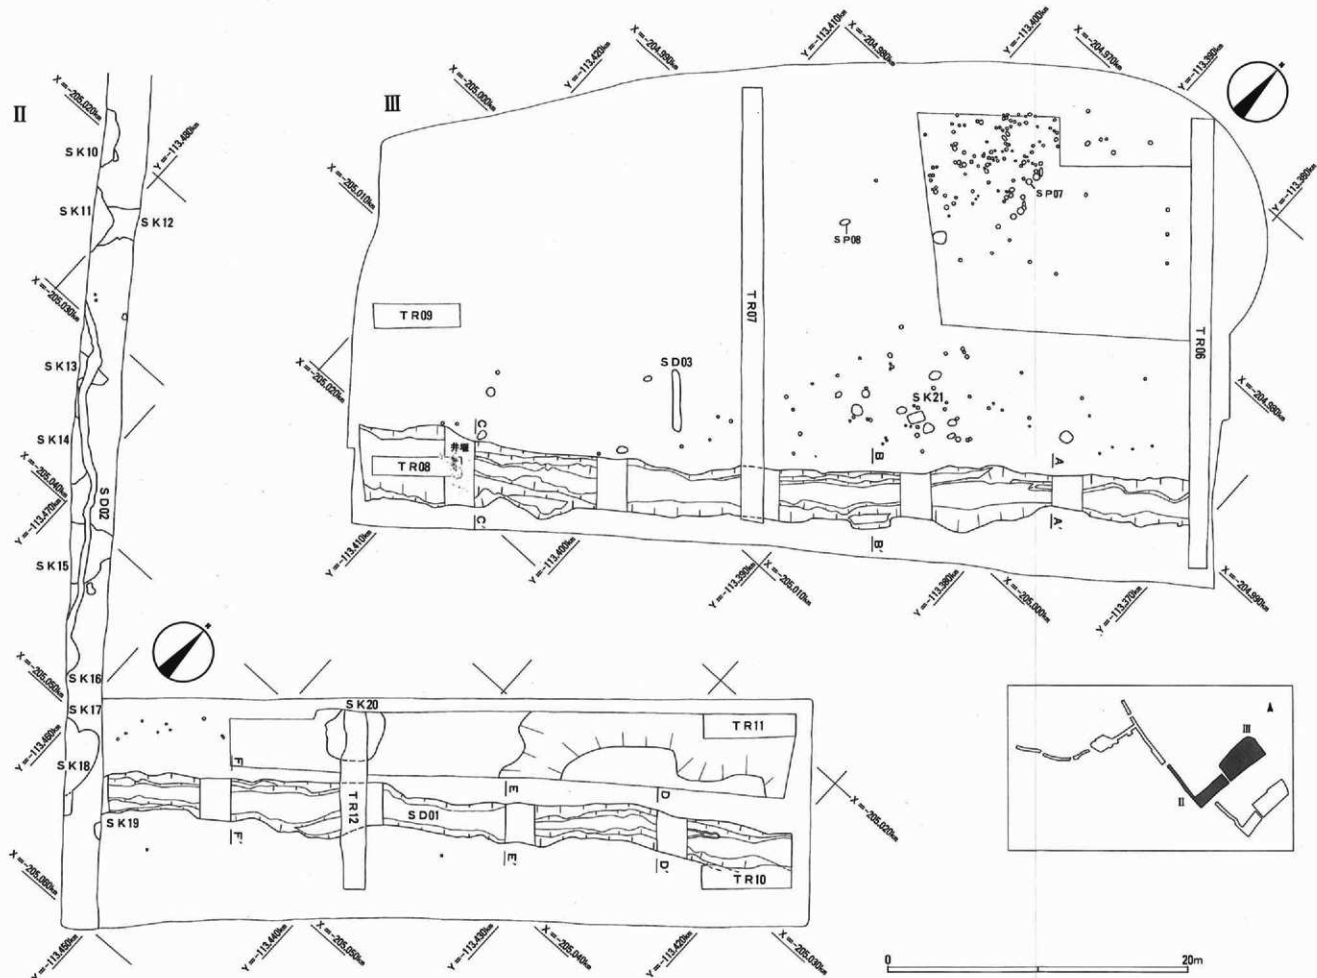 II
X=-205.020km
SK10
Y=-113.480km
SK11
SK12
X=-205.030km
SK13
SK14
X=-205.040km
Y=-113.470km
SD02
SK15
X=-205.050km
SK16
SK17
Y=-113.460km
SK18
SK19
X=-205.060km
Y=-113.450km
III
X=-205.000km
Y=-113.420km
X=-204.990km
Y=-113.410km
X=-204.980km
Y=-113.400km
X=-204.970km
Y=-113.390km
N
X=-205.010km
Y=-113.380km
SP07
SP08
TR09
TR07
TR06
X=-205.020km
SD03
X=-204.980km
SK21
C
井堰
B
A
TR08
C'
B'
A'
Y=-113.410km
Y=-113.400km
Y=-113.390km
X=-205.010km
Y=-113.380km
X=-205.000km
Y=-113.370km
X=-204.990km
N
SK20
TR11
F
E
D
TR12
SD01
F'
E'
D'
TR10
X=-205.020km
Y=-113.440km
X=-205.050km
Y=-113.430km
X=-205.040km
Y=-113.420km
X=-205.030km
III
II
0 20m